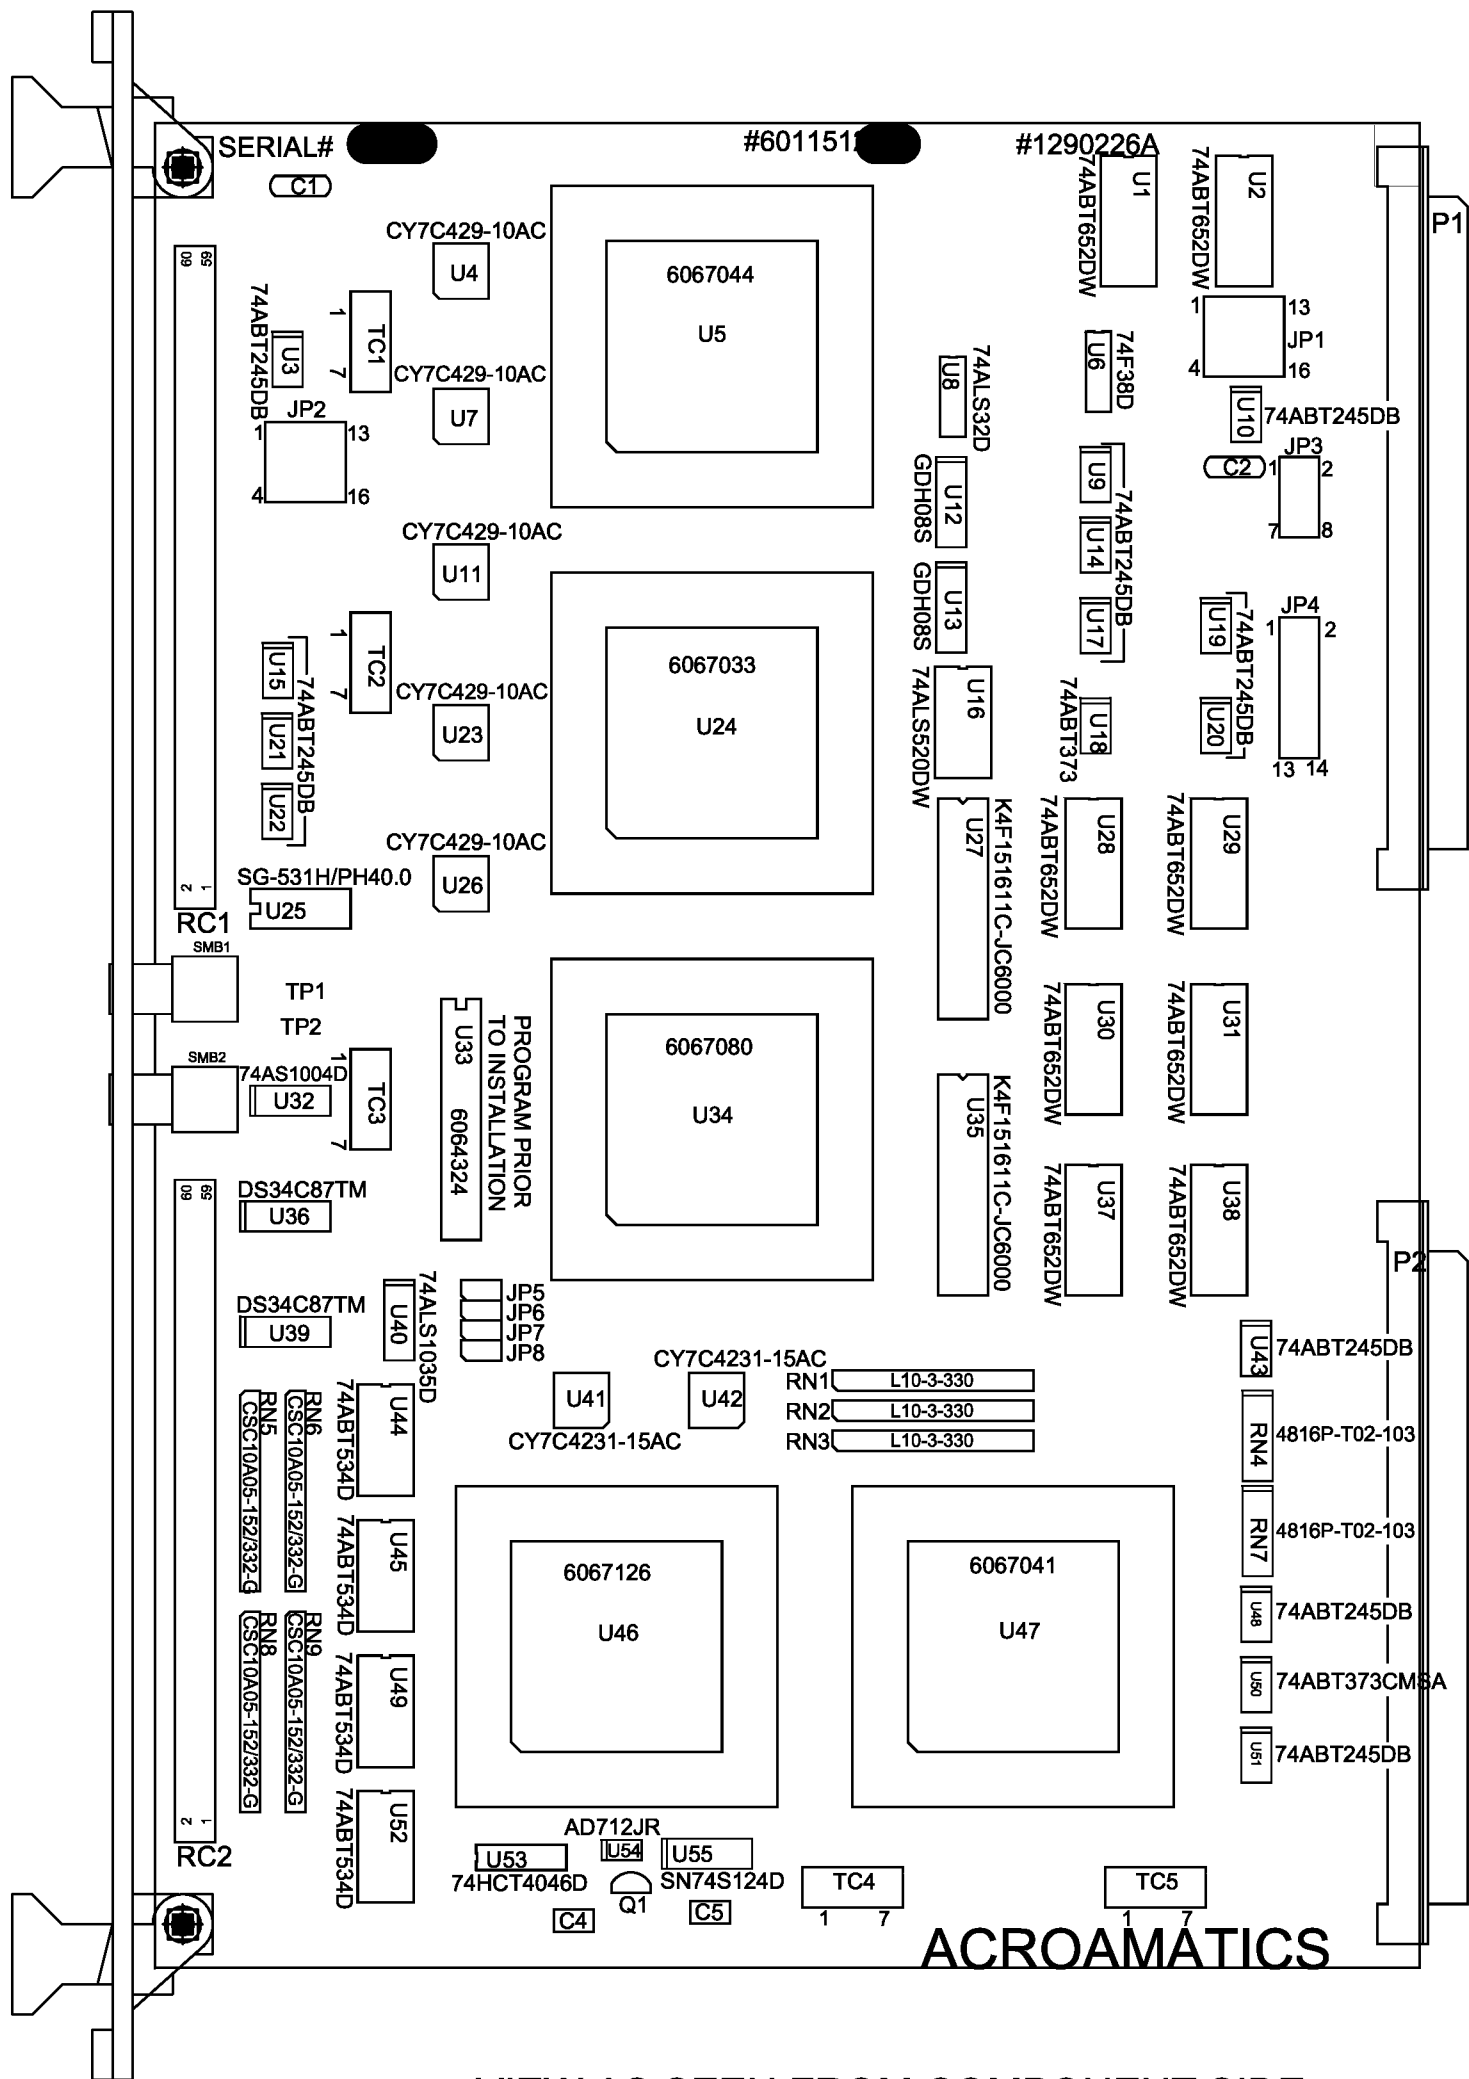 SERIAL#
#601151
#1290226A
C1
74ABT652DW
U1
74ABT652DW
U2
P1
CY7C429-10AC
U4
60
59
6067044
U5
74ABT245DB
U3
1
TC1
7
1
13
JP1
4
16
74F38D
U6
74ALS32D
U8
CY7C429-10AC
U7
JP2
1
13
4
16
U10
74ABT245DB
JP3
C2
1
2
7
8
GDH08S
U12
U9
74ABT245DB
U14
U17
CY7C429-10AC
U11
GDH08S
U13
U19
74ABT245DB
U20
JP4
1
2
13
14
1
TC2
7
U15
74ABT245DB
U21
U22
6067033
U24
CY7C429-10AC
U23
74ALS520DW
U16
74ABT373
U18
CY7C429-10AC
U26
SG-531H/PH40.0
U25
2
1
RC1
U27
K4F151611C-JC6000
74ABT652DW
U28
74ABT652DW
U29
SMB1
TP1
TP2
SMB2
74AS1004D
U32
1
TC3
7
U33
6064324
PROGRAM PRIOR
TO INSTALLATION
6067080
U34
74ABT652DW
U30
74ABT652DW
U31
U35
K4F151611C-JC6000
74ABT652DW
U37
74ABT652DW
U38
60
59
DS34C87TM
U36
P2
DS34C87TM
U39
U40
74ALS1035D
JP5
JP6
JP7
JP8
U43
74ABT245DB
CY7C4231-15AC
U41
U42
CY7C4231-15AC
RN1
L10-3-330
RN2
L10-3-330
RN3
L10-3-330
RN5
CSC10A05-152/332-G
RN6
CSC10A05-152/332-G
74ABT534D
U44
RN4
4816P-T02-103
RN7
4816P-T02-103
74ABT534D
U45
6067126
U46
6067041
U47
U48
74ABT245DB
RN8
CSC10A05-152/332-G
RN9
CSC10A05-152/332-G
74ABT534D
U49
U50
74ABT373CMSA
U51
74ABT245DB
74ABT534D
U52
2
1
RC2
U53
74HCT4046D
AD712JR
U54
Q1
U55
SN74S124D
C4
C5
TC4
1
7
TC5
1
7
ACROAMATICS